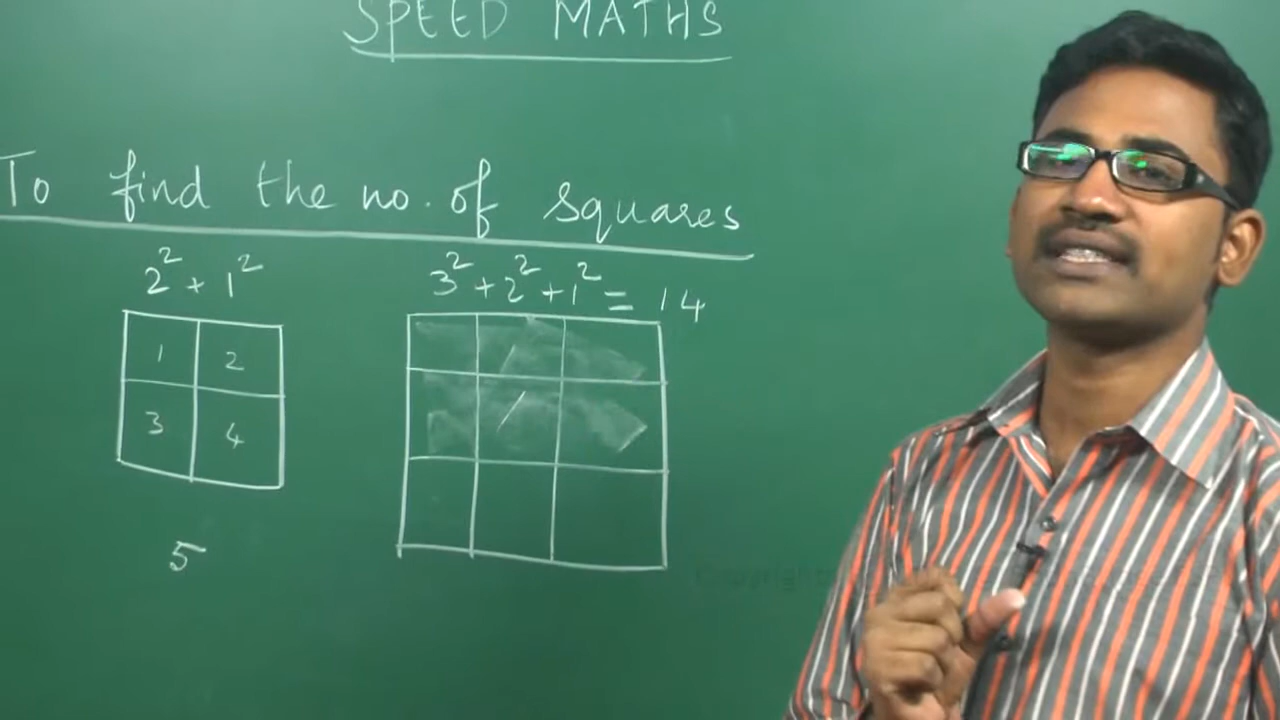 SPEED MATHS
To find the no. of squares
2² + 1²
1 2
3 4
5
3² + 2² + 1² = 14